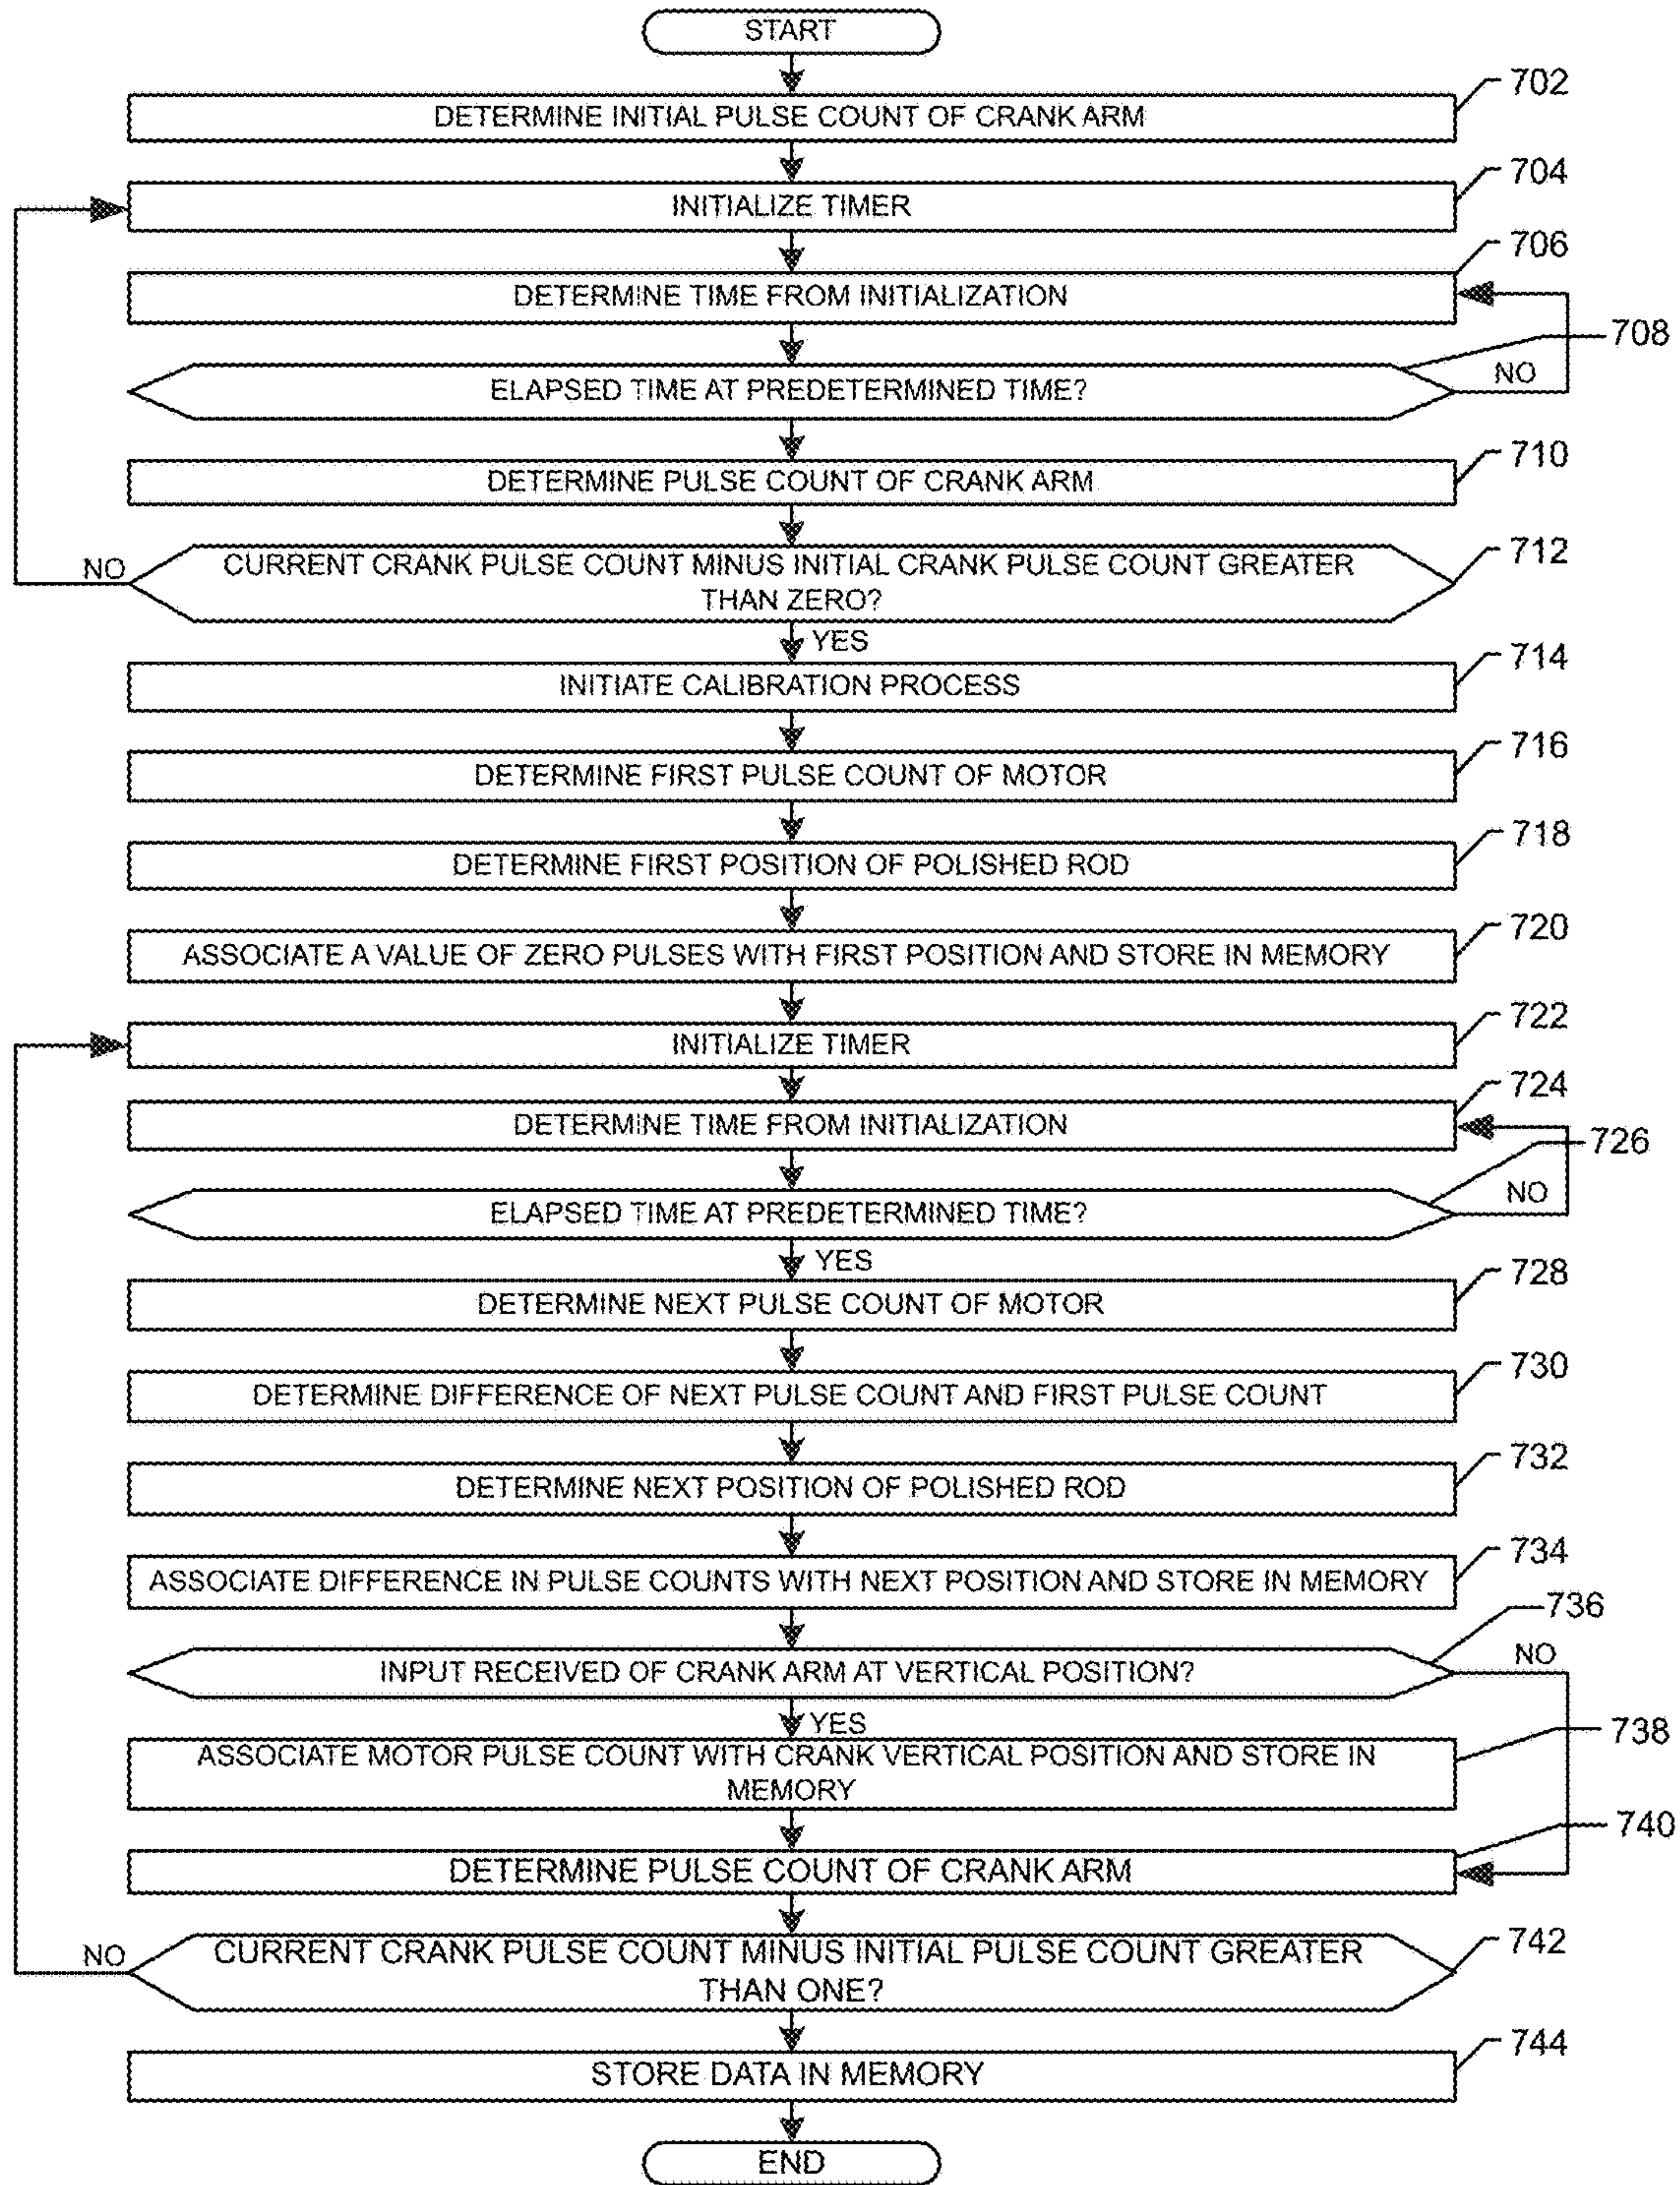 START
702
DETERMINE INITIAL PULSE COUNT OF CRANK ARM
704
INITIALIZE TIMER
706
DETERMINE TIME FROM INITIALIZATION
708
ELAPSED TIME AT PREDETERMINED TIME?
NO
710
DETERMINE PULSE COUNT OF CRANK ARM
712
NO
CURRENT CRANK PULSE COUNT MINUS INITIAL CRANK PULSE COUNT GREATER
THAN ZERO?
YES
714
INITIATE CALIBRATION PROCESS
716
DETERMINE FIRST PULSE COUNT OF MOTOR
718
DETERMINE FIRST POSITION OF POLISHED ROD
720
ASSOCIATE A VALUE OF ZERO PULSES WITH FIRST POSITION AND STORE IN MEMORY
722
INITIALIZE TIMER
724
DETERMINE TIME FROM INITIALIZATION
726
ELAPSED TIME AT PREDETERMINED TIME?
NO
YES
728
DETERMINE NEXT PULSE COUNT OF MOTOR
730
DETERMINE DIFFERENCE OF NEXT PULSE COUNT AND FIRST PULSE COUNT
732
DETERMINE NEXT POSITION OF POLISHED ROD
734
ASSOCIATE DIFFERENCE IN PULSE COUNTS WITH NEXT POSITION AND STORE IN MEMORY
736
INPUT RECEIVED OF CRANK ARM AT VERTICAL POSITION?
NO
YES
738
ASSOCIATE MOTOR PULSE COUNT WITH CRANK VERTICAL POSITION AND STORE IN
MEMORY
740
DETERMINE PULSE COUNT OF CRANK ARM
742
NO
CURRENT CRANK PULSE COUNT MINUS INITIAL PULSE COUNT GREATER
THAN ONE?
744
STORE DATA IN MEMORY
END